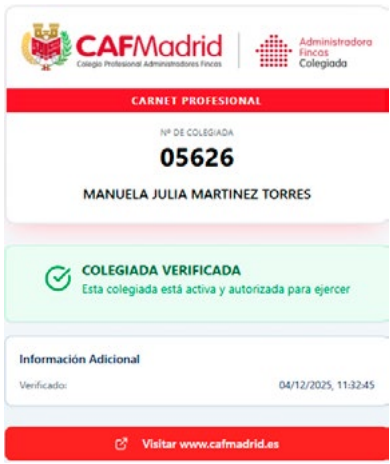 CAFMadrid
Colegio Profesional Administradores Fincas
Administradora
Fincas
Colegiada
CARNET PROFESIONAL
Nº DE COLEGIADA
05626
MANUELA JULIA MARTINEZ TORRES
COLEGIADA VERIFICADA
Esta colegiada está activa y autorizada para ejercer
Información Adicional
Verificado: 04/12/2025, 11:32:45
Visitar www.cafmadrid.es